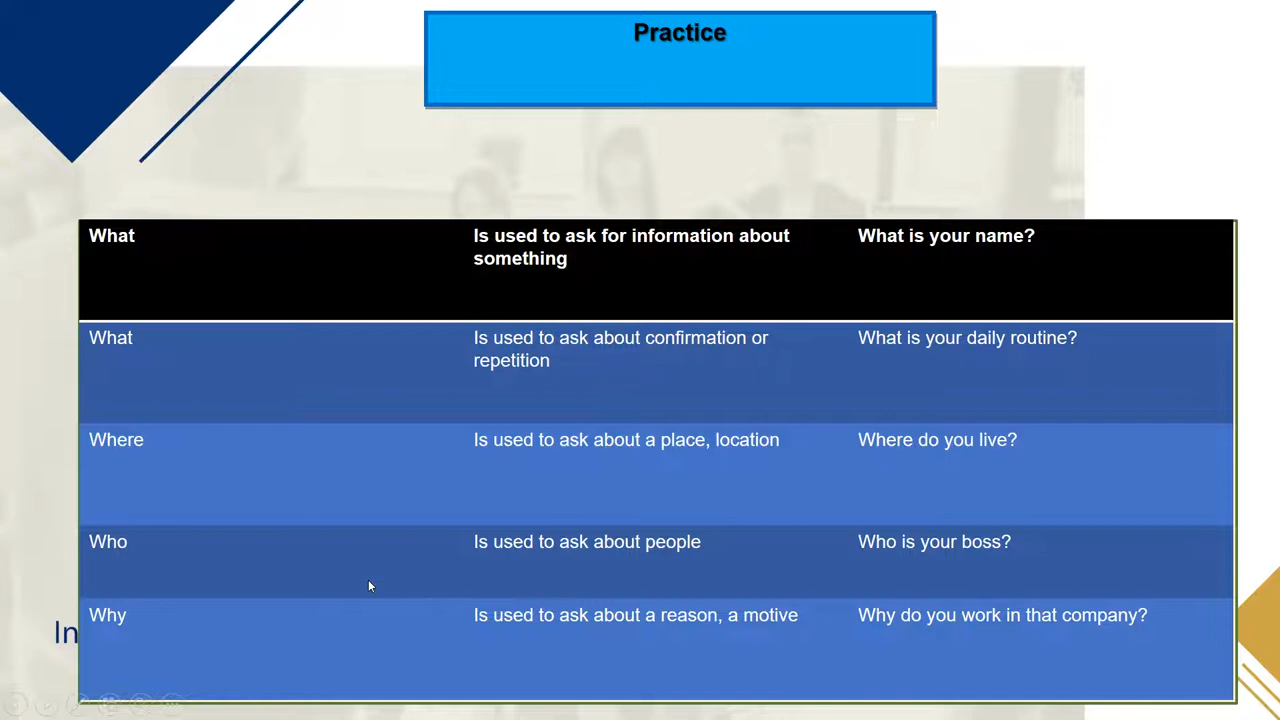 Practice
What
Is used to ask for information about
something
What is your name?
What
Is used to ask about confirmation or
repetition
What is your daily routine?
Where
Is used to ask about a place, location
Where do you live?
Who
Is used to ask about people
Who is your boss?
Why
Is used to ask about a reason, a motive
Why do you work in that company?
In